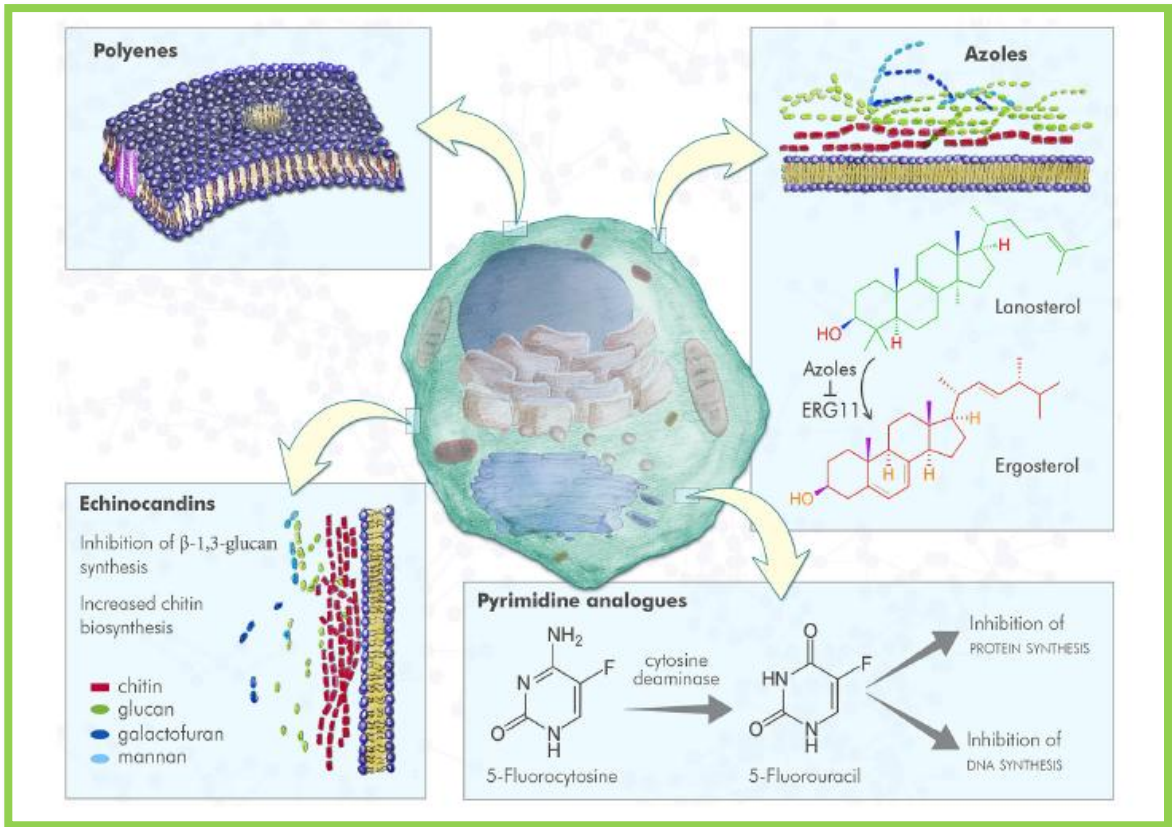 Polyenes
Azoles
HO
H
H
Lanosterol
Azoles
ERG11
H
H
H
HO
Ergosterol
Echinocandins
Inhibition of β-1,3-glucan
synthesis
Increased chitin
biosynthesis
chitin
glucan
galactofuran
mannan
Pyrimidine analogues
NH₂
F
N
O
N
H
5-Fluorocytosine
cytosine
deaminase
O
F
HN
O
N
H
5-Fluorouracil
Inhibition of
PROTEIN SYNTHESIS
Inhibition of
DNA SYNTHESIS